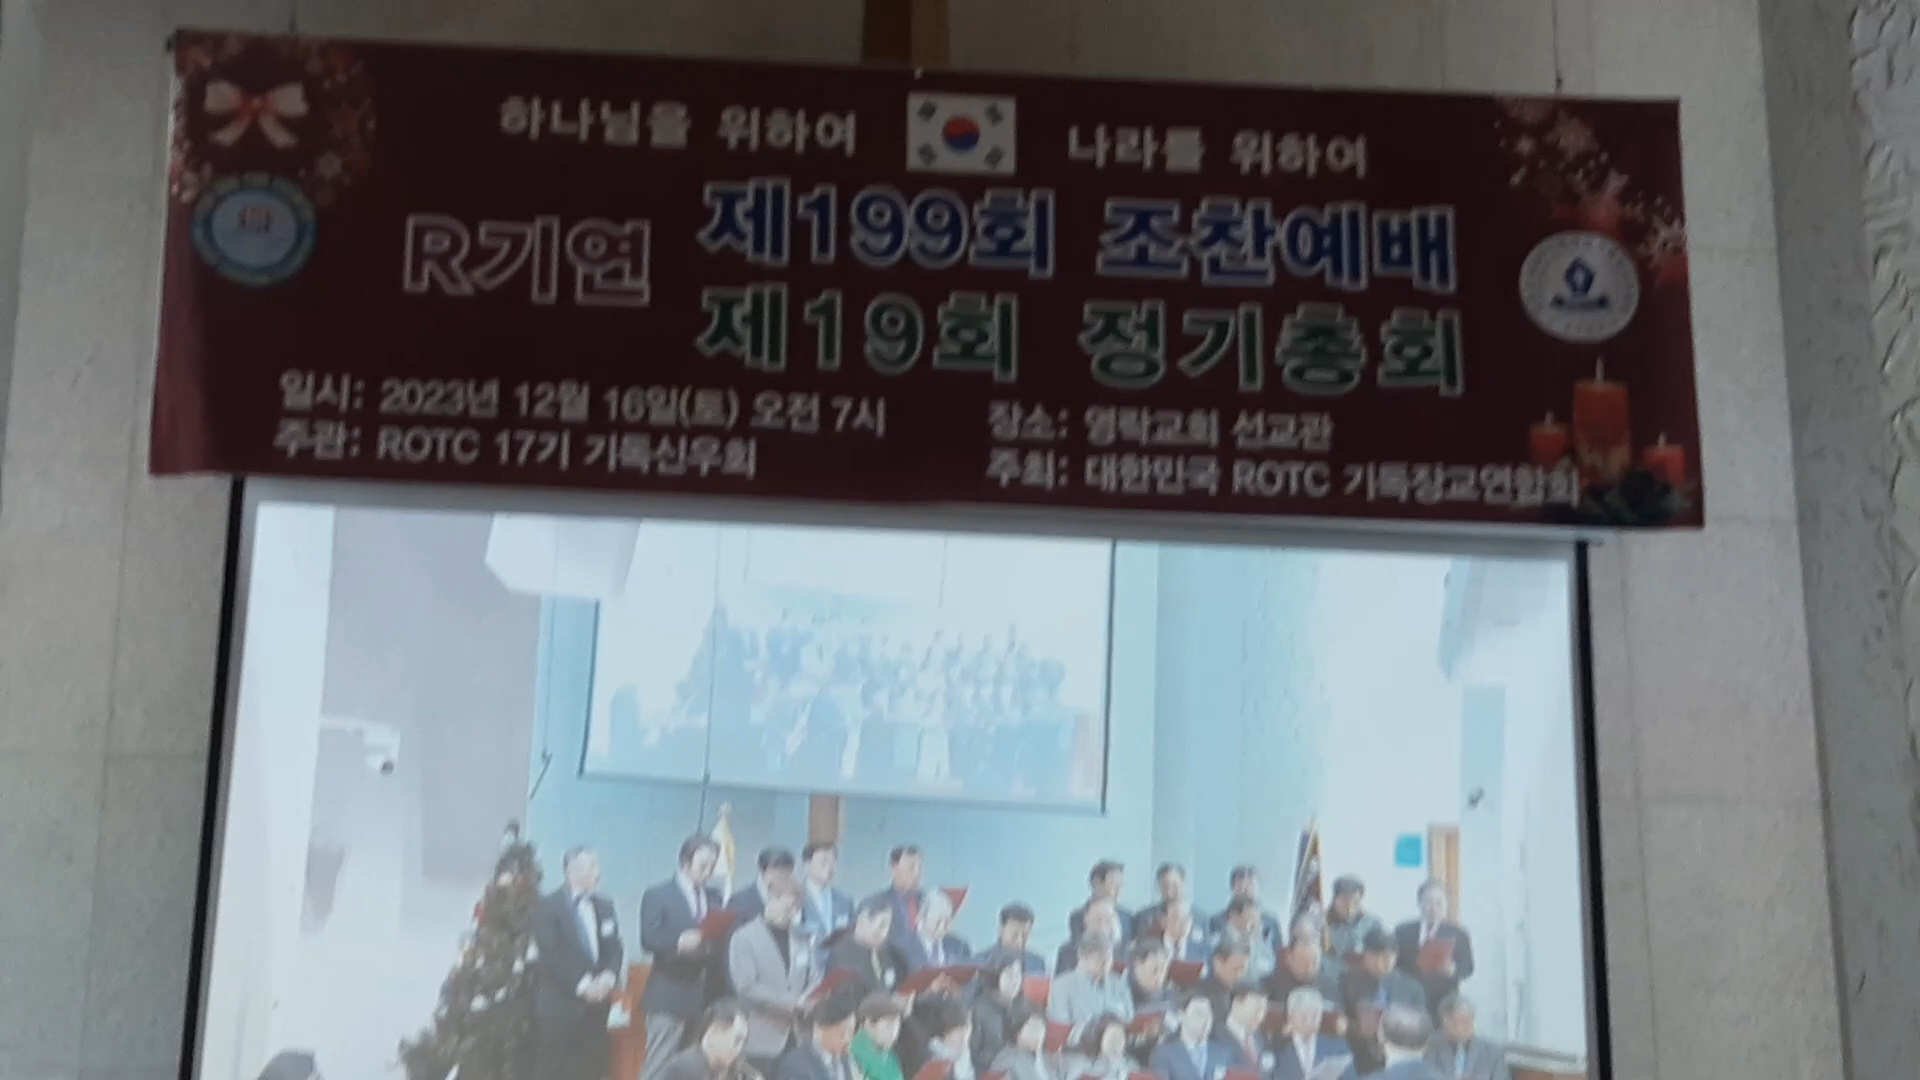 하나님을 위하여 나라를 위하여
R기연
제199회 조찬예배
제19회 정기총회
일시: 2023년 12월 16일(토) 오전 7시
장소: 영락교회 선교관
주관: ROTC 17기 기독신우회
주최: 대한민국 ROTC 기독장교연합회